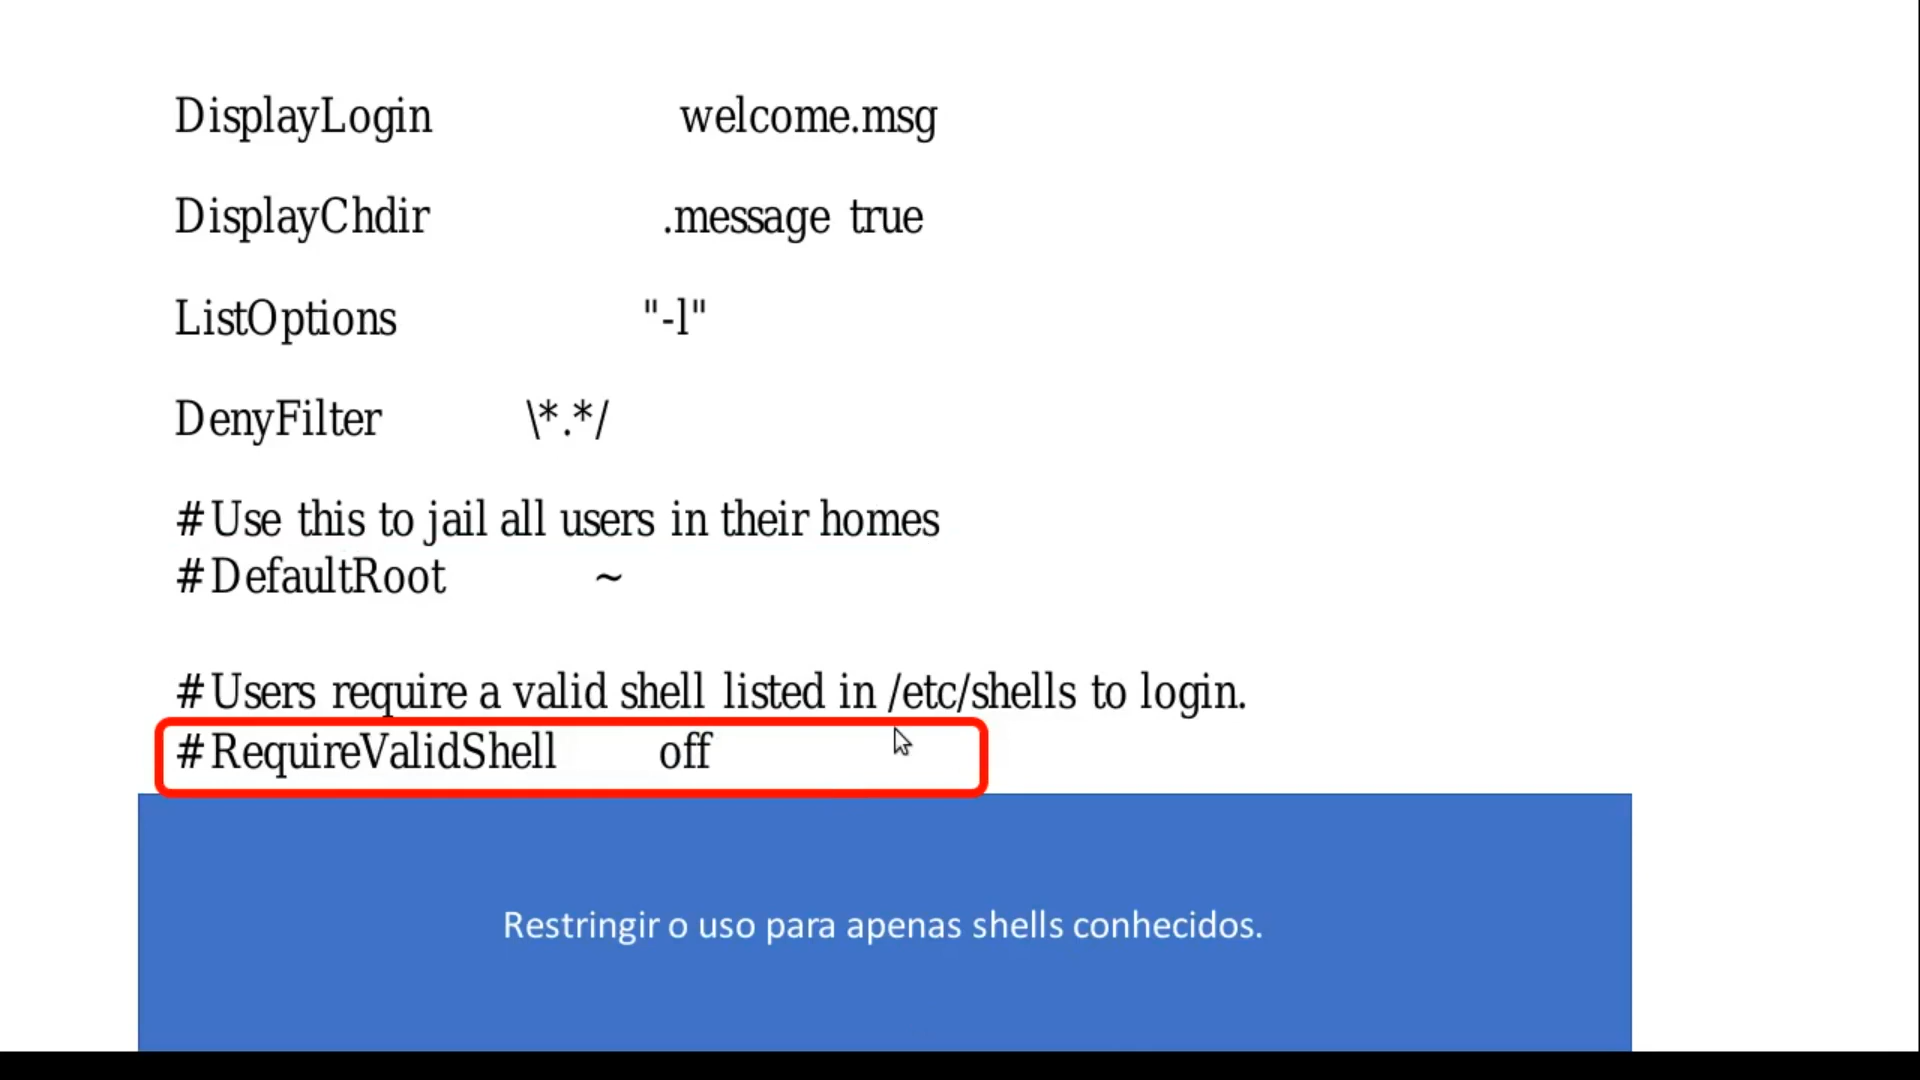 DisplayLogin welcome.msg
DisplayChdir .message true
ListOptions "-l"
DenyFilter \*.*/
#Use this to jail all users in their homes
#DefaultRoot ~
#Users require a valid shell listed in /etc/shells to login.
#RequireValidShell off
Restringir o uso para apenas shells conhecidos.